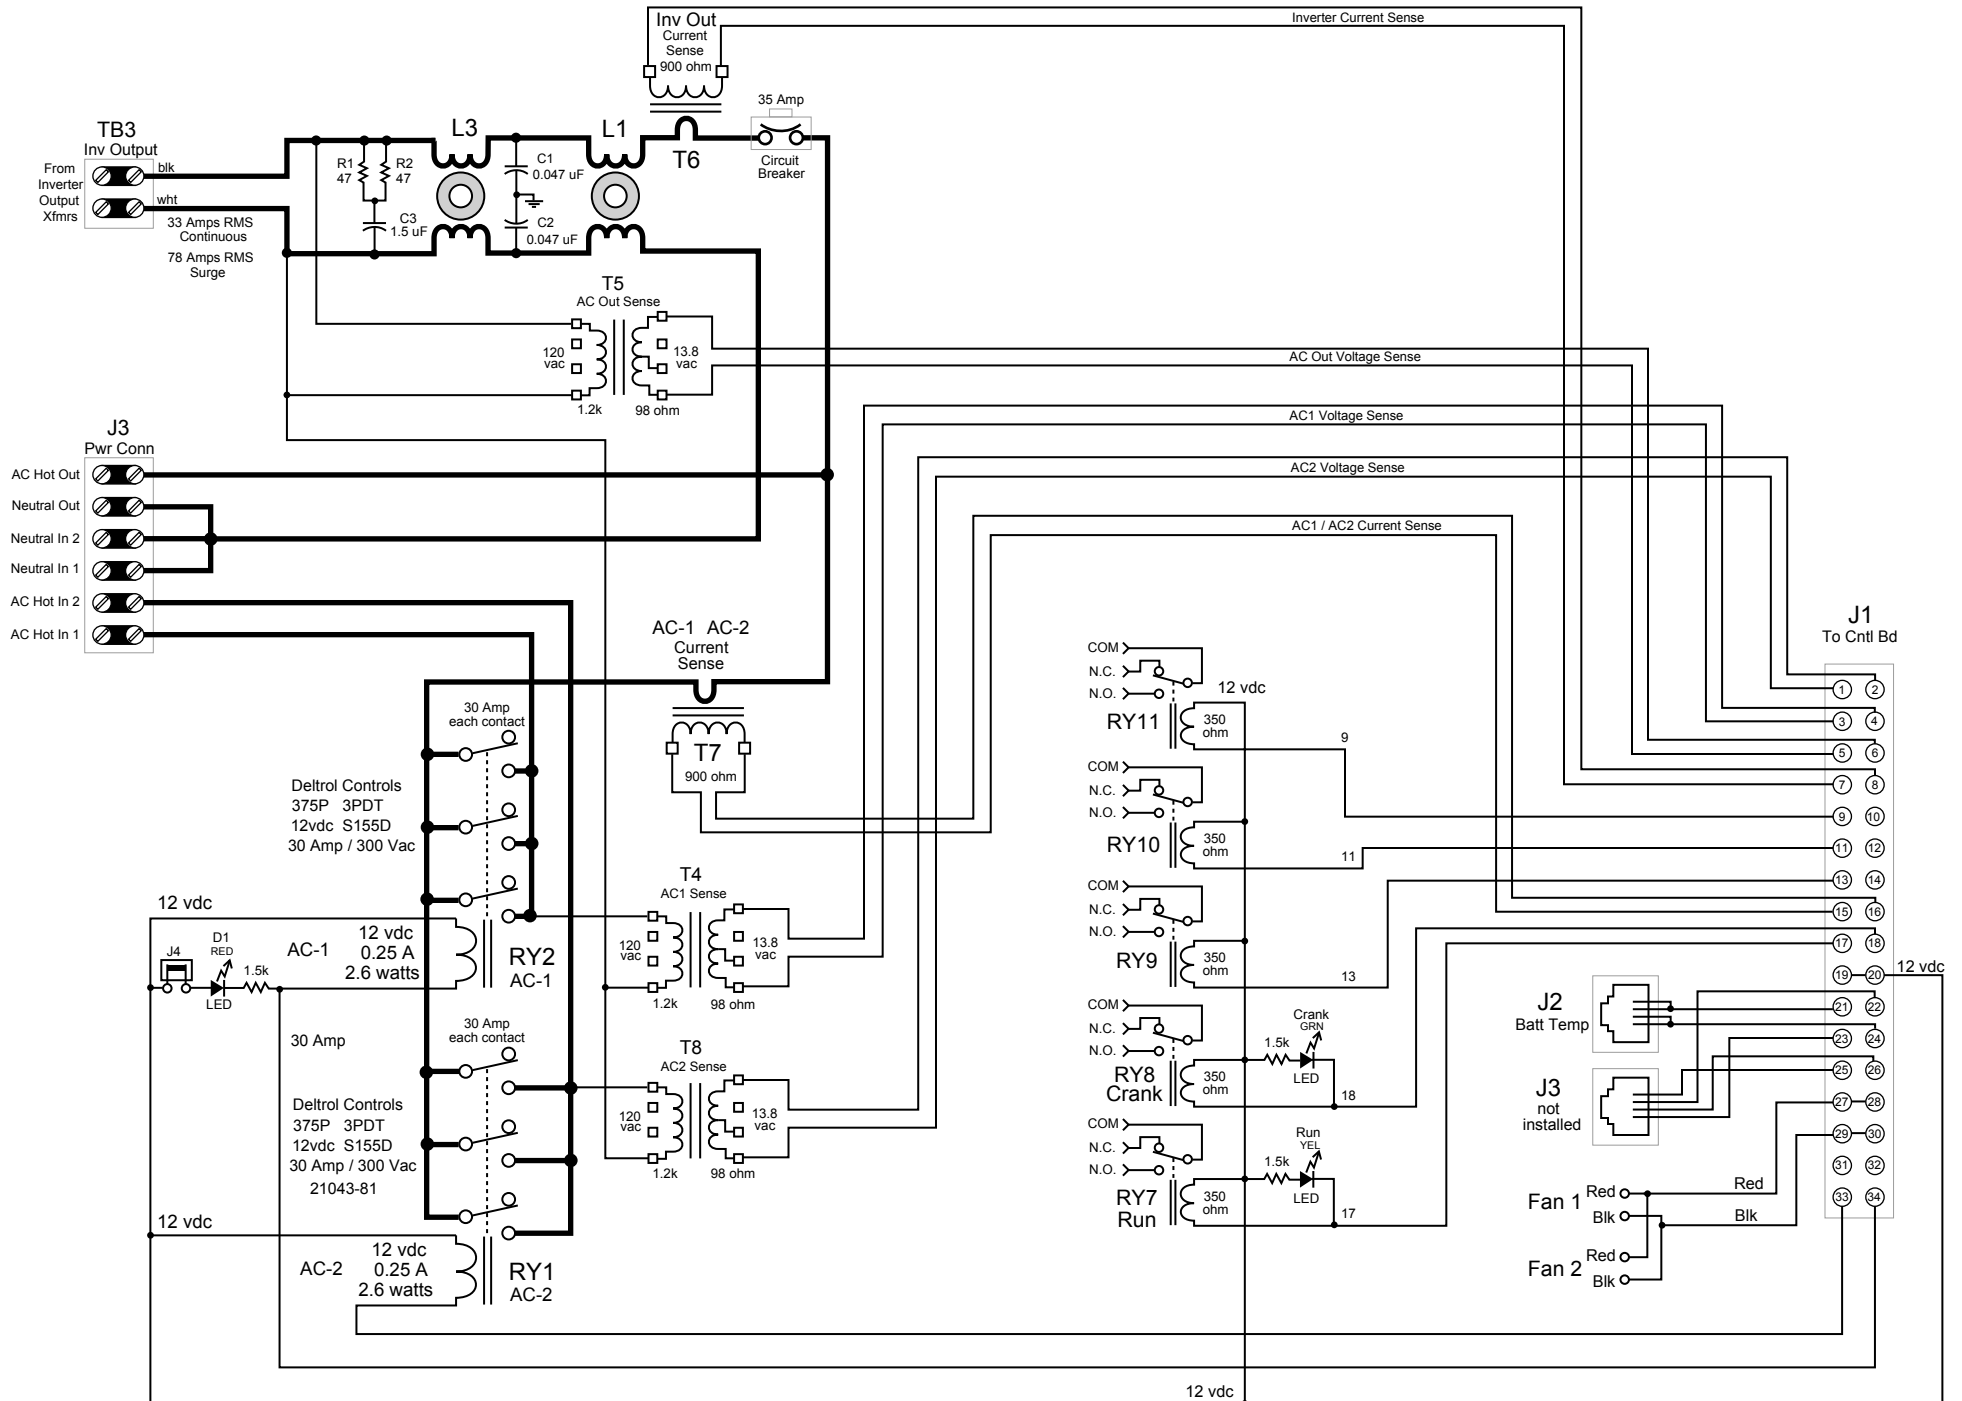 Inv Out
Current
Sense
900 ohm
Inverter Current Sense
35 Amp
Circuit
Breaker
T6
TB3
Inv Output
From
Inverter
Output
Xfmrs
blk
wht
33 Amps RMS
Continuous
78 Amps RMS
Surge
R1
47
R2
47
C3
1.5 uF
L3
C1
0.047 uF
C2
0.047 uF
L1
T5
AC Out Sense
120
vac
13.8
vac
1.2k
98 ohm
AC Out Voltage Sense
AC1 Voltage Sense
AC2 Voltage Sense
AC1 / AC2 Current Sense
J3
Pwr Conn
AC Hot Out
Neutral Out
Neutral In 2
Neutral In 1
AC Hot In 2
AC Hot In 1
AC-1 AC-2
Current
Sense
T7
900 ohm
30 Amp
each contact
Deltrol Controls
375P 3PDT
12vdc S155D
30 Amp / 300 Vac
12 vdc
J4
D1
RED
LED
1.5k
AC-1
12 vdc
0.25 A
2.6 watts
RY2
AC-1
30 Amp
30 Amp
each contact
Deltrol Controls
375P 3PDT
12vdc S155D
30 Amp / 300 Vac
21043-81
12 vdc
AC-2
12 vdc
0.25 A
2.6 watts
RY1
AC-2
T4
AC1 Sense
120
vac
13.8
vac
1.2k
98 ohm
T8
AC2 Sense
120
vac
13.8
vac
1.2k
98 ohm
COM
N.C.
N.O.
12 vdc
RY11
350
ohm
9
COM
N.C.
N.O.
RY10
350
ohm
11
COM
N.C.
N.O.
RY9
350
ohm
13
COM
N.C.
N.O.
RY8
Crank
350
ohm
1.5k
Crank
GRN
LED
18
COM
N.C.
N.O.
RY7
Run
350
ohm
1.5k
Run
YEL
LED
17
12 vdc
J1
To Cntl Bd
1 2
3 4
5 6
7 8
9 10
11 12
13 14
15 16
17 18
19 20
12 vdc
21 22
23 24
25 26
27 28
29 30
31 32
33 34
J2
Batt Temp
J3
not
installed
Fan 1
Red
Blk
Red
Blk
Fan 2
Red
Blk